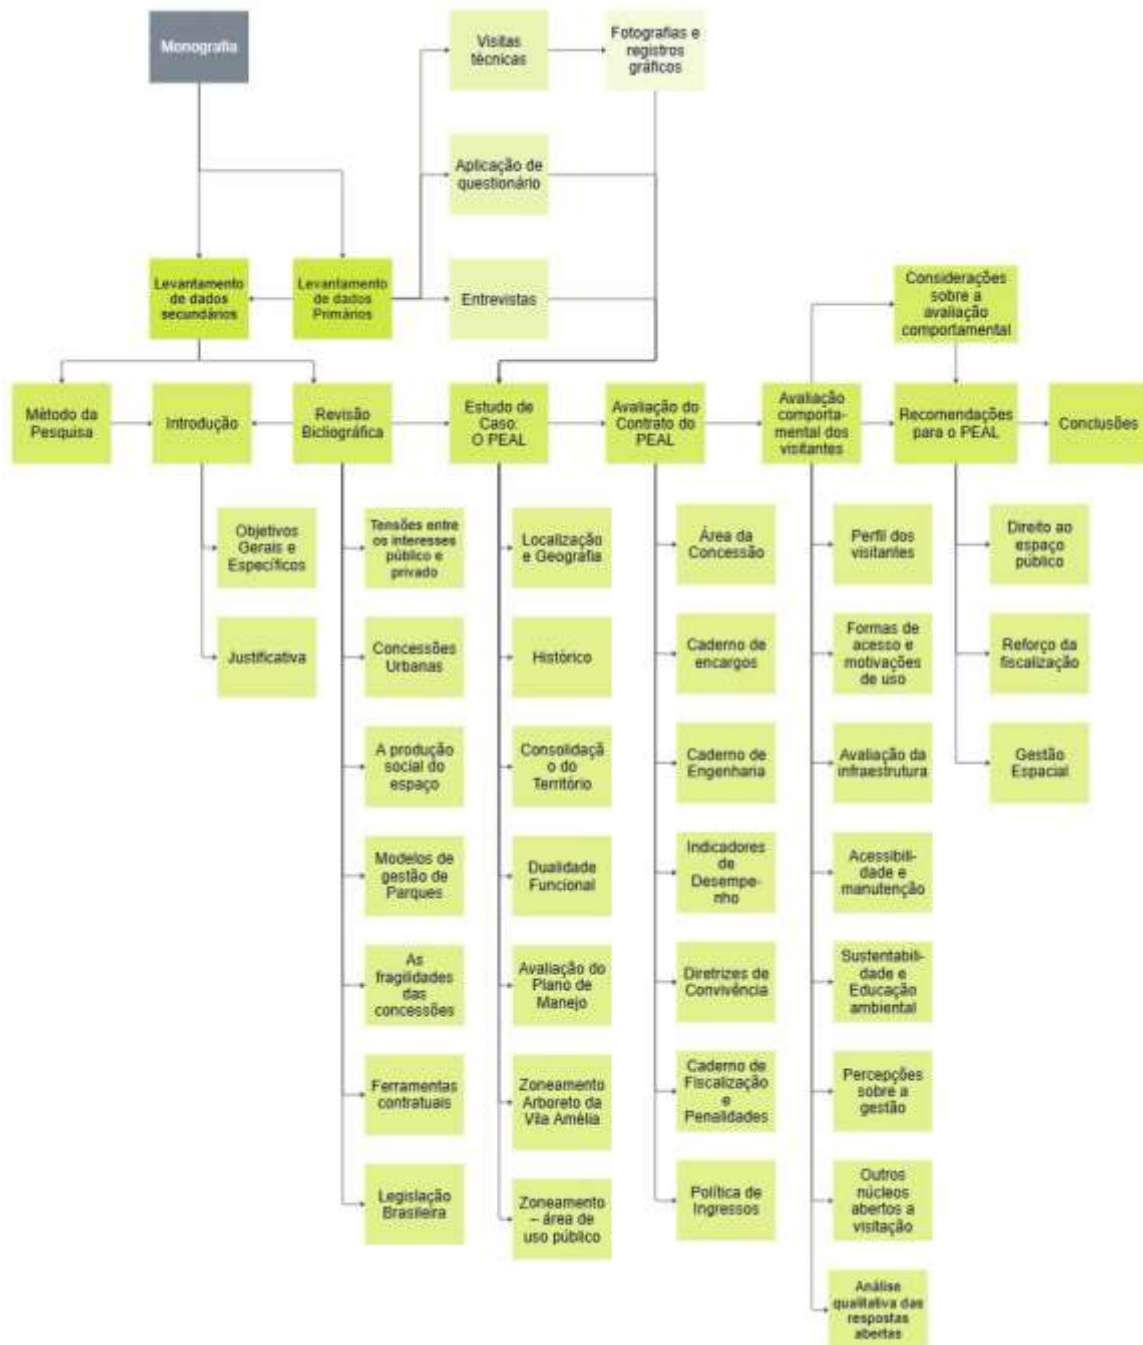 Monografia
Visitas
técnicas
Fotografias e
registros
gráficos
Aplicação de
questionário
Levantamento
de dados
secundários
Levantamento
de dados
Primários
Entrevistas
Considerações
sobre a
avaliação
comportamental
Método da
Pesquisa
Introdução
Revisão
Bicliográfica
Estudo de
Caso:
O PEAL
Avaliação do
Contrato do
PEAL
Avaliação
comporta-
mental dos
visitantes
Recomendações
para o PEAL
Conclusões
Objetivos
Gerais e
Específicos
Justificativa
Tensões entre
os interesses
público e
privado
Concessões
Urbanas
A produção
social do
espaço
Modelos de
gestão de
Parques
As
fragilidades
das
concessões
Ferramentas
contratuais
Legislação
Brasileira
Localização
e Geografia
Histórico
Consolidaçã
o do
Território
Dualidade
Funcional
Avaliação do
Plano de
Manejo
Zoneamento
Arboreto da
Vila Amélia
Zoneamento
– área de
uso público
Área da
Concessão
Caderno de
encargos
Caderno de
Engenharia
Indicadores
de
Desempe-
nho
Diretrizes de
Convivência
Caderno de
Fiscalização
e
Penalidades
Política de
Ingressos
Perfil dos
visitantes
Formas de
acesso e
motivações
de uso
Avaliação da
infraestrutura
Acessibili-
dade e
manutenção
Sustentabili-
dade e
Educação
ambiental
Percepções
sobre a
gestão
Outros
núcleos
abertos a
visitação
Análise
qualitativa das
respostas
abertas
Direito ao
espaço
público
Reforço da
fiscalização
Gestão
Espacial